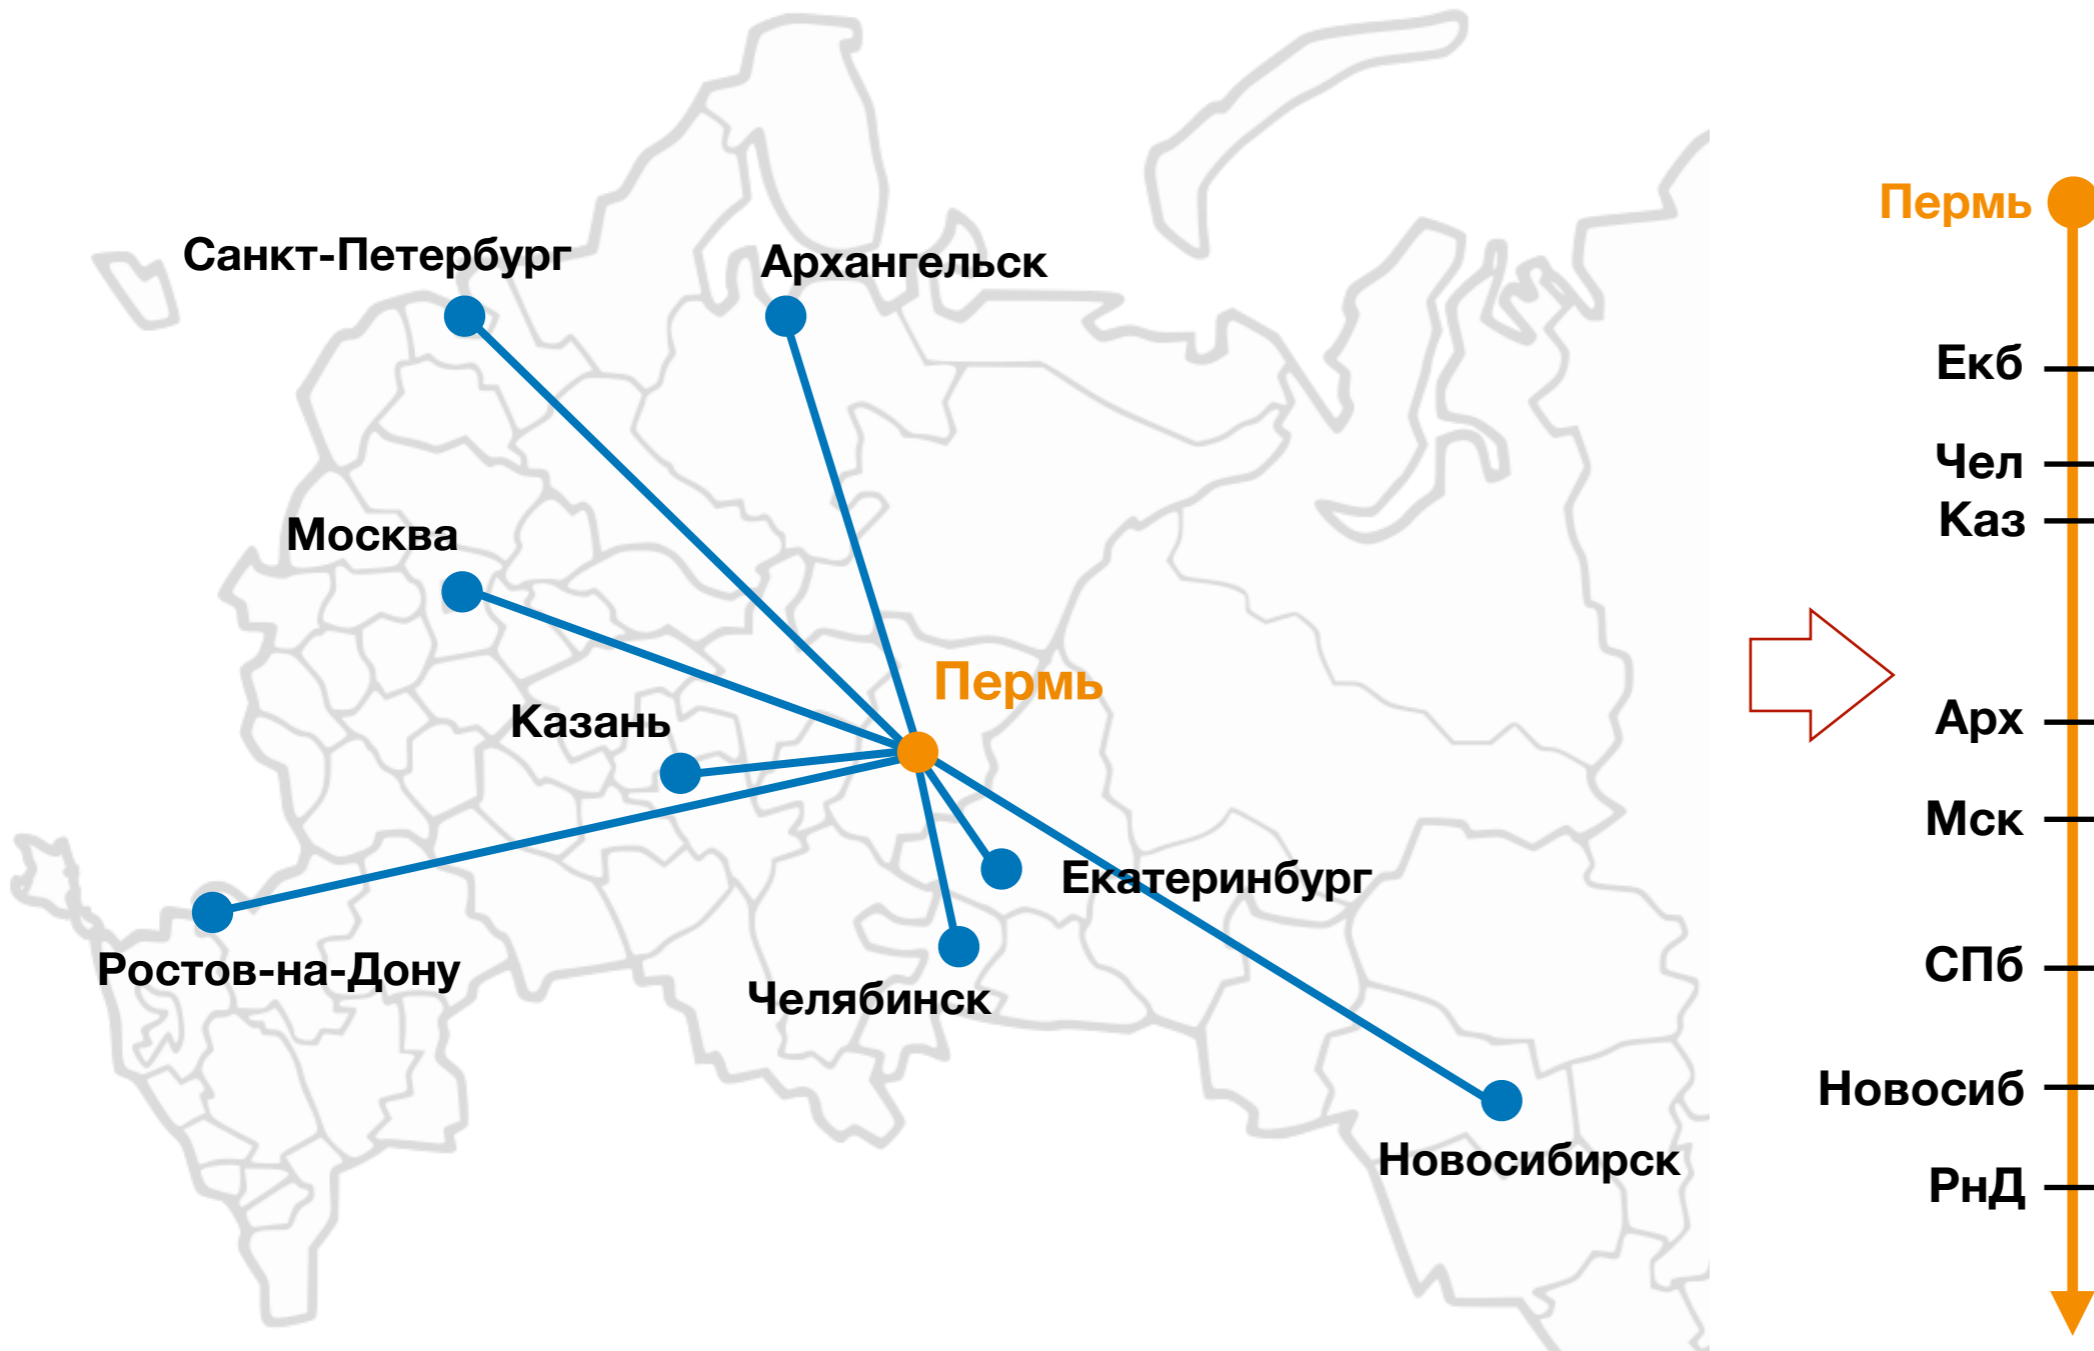 Санкт-Петербург
Архангельск
Москва
Пермь
Казань
Екатеринбург
Ростов-на-Дону
Челябинск
Новосибирск
Пермь
Екб
Чел
Каз
Арх
Мск
СПб
Новосиб
РнД